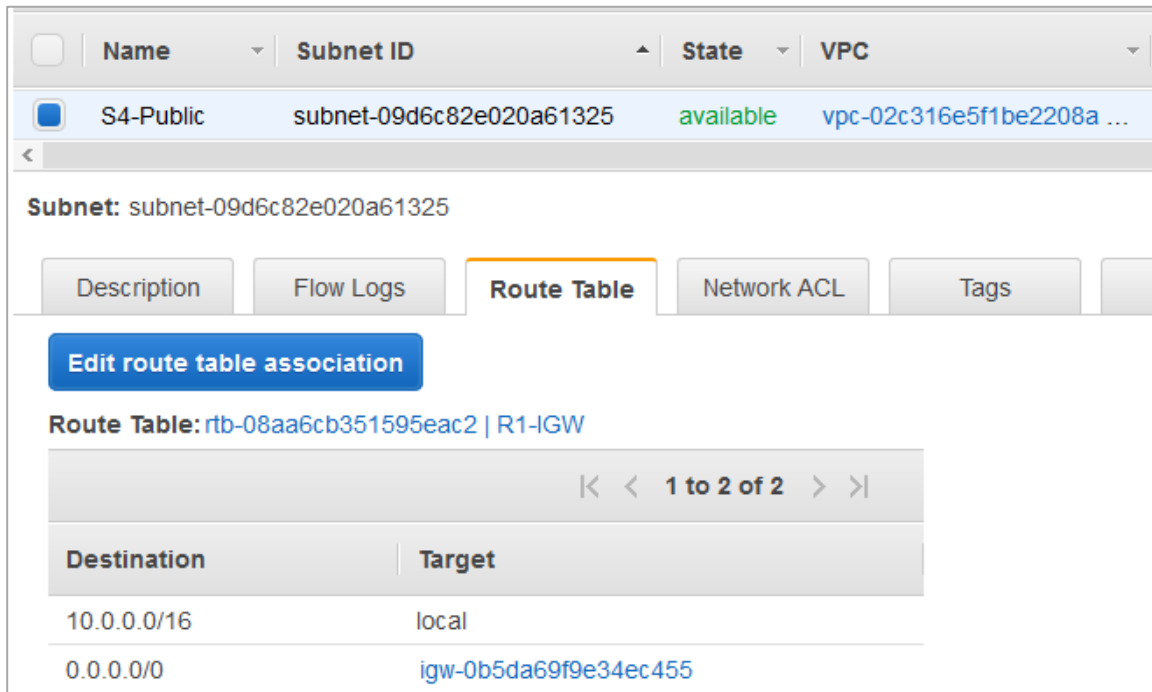 Name Subnet ID State VPC
S4-Public subnet-09d6c82e020a61325 available vpc-02c316e5f1be2208a ...
Subnet: subnet-09d6c82e020a61325
Description Flow Logs Route Table Network ACL Tags
Edit route table association
Route Table: rtb-08aa6cb351595eac2 | R1-IGW
1 to 2 of 2
Destination Target
10.0.0.0/16 local
0.0.0.0/0 igw-0b5da69f9e34ec455